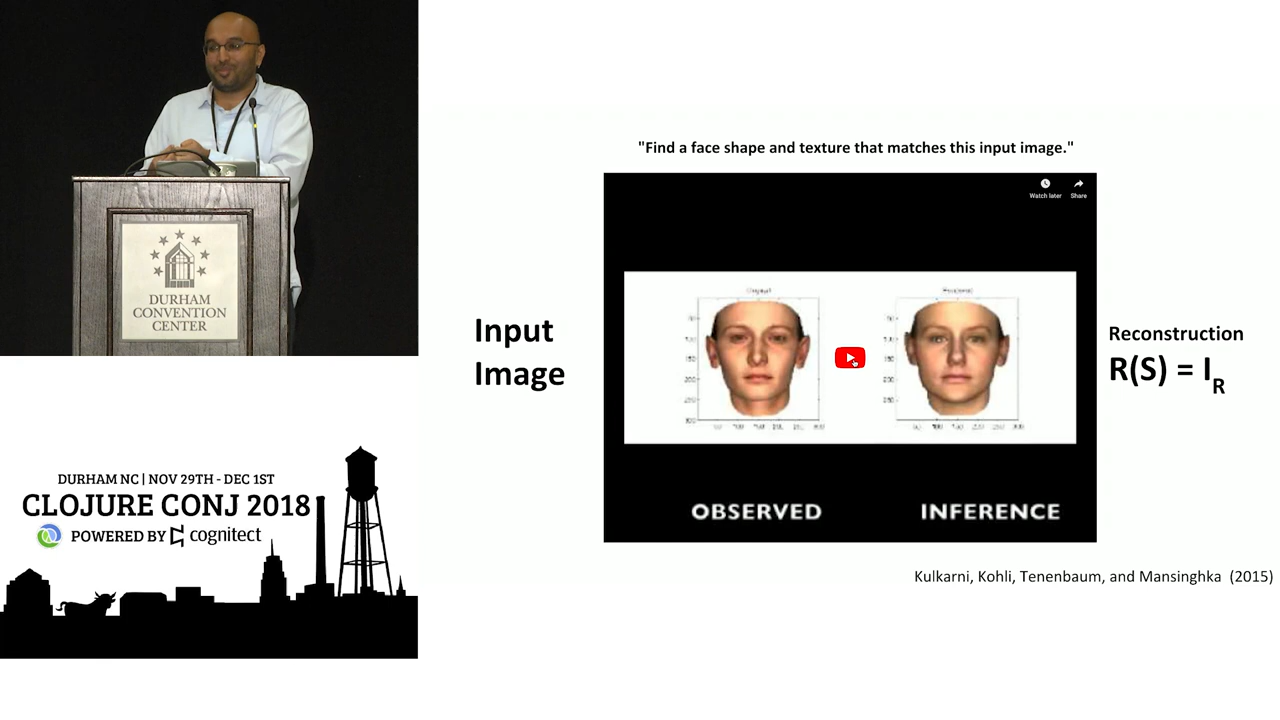 DURHAM
CONVENTION
CENTER
DURHAM NC | NOV 29TH - DEC 1ST
CLOJURE CONJ 2018
POWERED BY cognitect
"Find a face shape and texture that matches this input image."
Watch later
Share
Input
Image
OBSERVED
INFERENCE
Reconstruction
R(S) = I_R
Kulkarni, Kohli, Tenenbaum, and Mansinghka (2015)